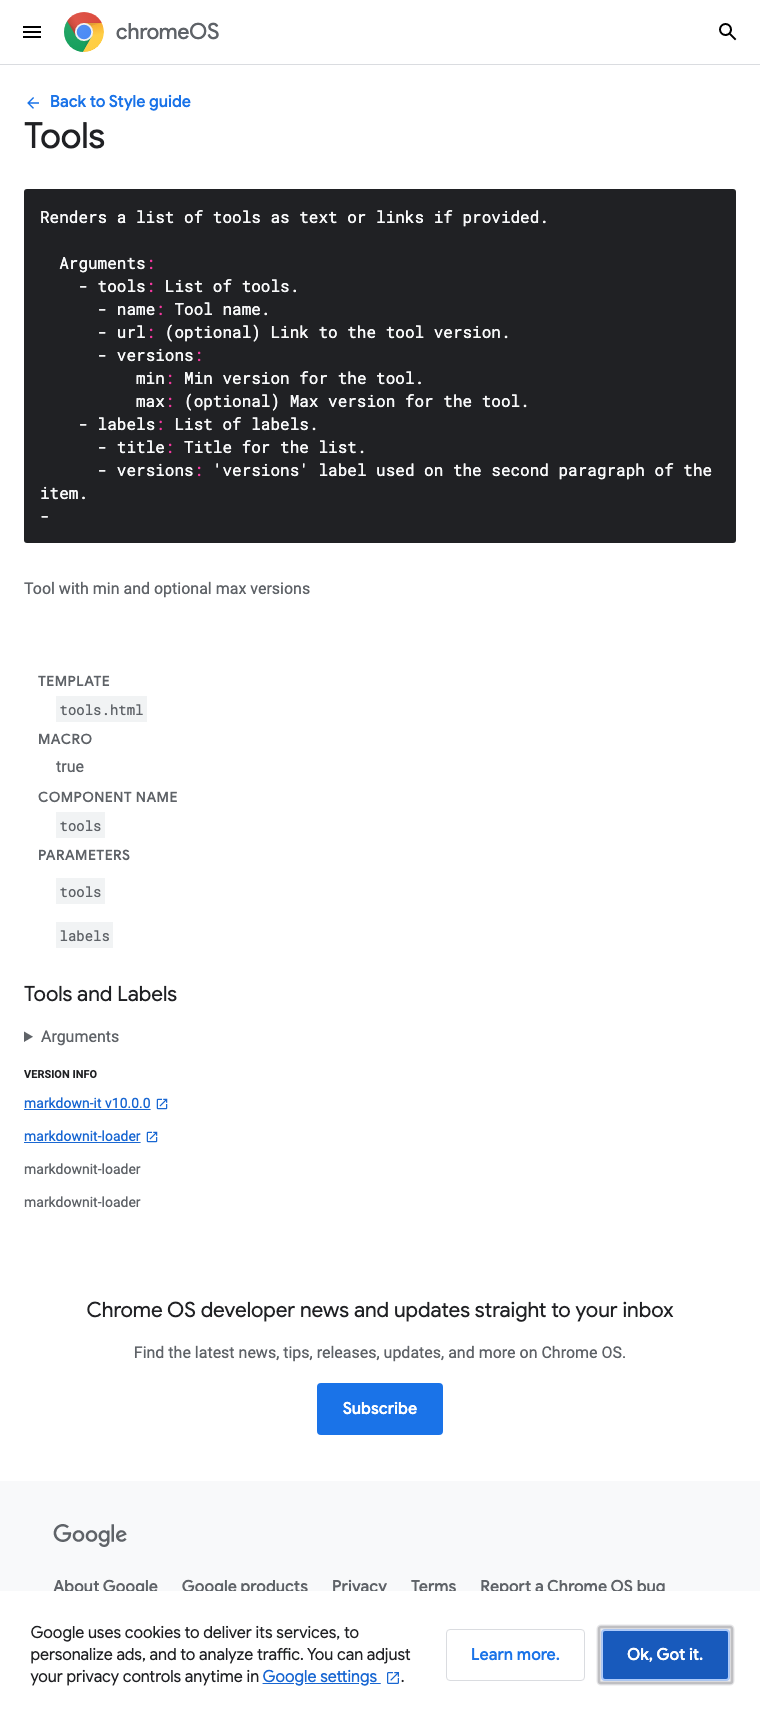 chromeOS
Back to Style guide
Tools
Renders a list of tools as text or links if provided.
Arguments:
- tools: List of tools.
- name: Tool name.
- url: (optional) Link to the tool version.
- versions:
min: Min version for the tool.
max: (optional) Max version for the tool.
- labels: List of labels.
- title: Title for the list.
- versions: 'versions' label used on the second paragraph of the
item.
-
Tool with min and optional max versions
TEMPLATE
tools.html
MACRO
true
COMPONENT NAME
tools
PARAMETERS
tools
labels
Tools and Labels
Arguments
VERSION INFO
markdown-it v10.0.0
markdownit-loader
markdownit-loader
markdownit-loader
Chrome OS developer news and updates straight to your inbox
Find the latest news, tips, releases, updates, and more on Chrome OS.
Subscribe
Google
About Google Google products Privacy Terms Report a Chrome OS bug
Google uses cookies to deliver its services, to
personalize ads, and to analyze traffic. You can adjust
your privacy controls anytime in Google settings .
Learn more.
Ok, Got it.